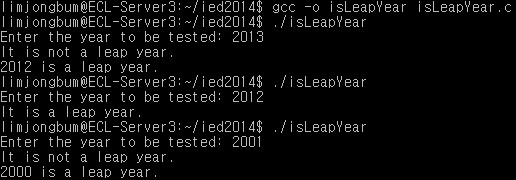 limjongbum@ECL-Server3:~/ied2014$ gcc -o isLeapYear isLeapYear.c
limjongbum@ECL-Server3:~/ied2014$ ./isLeapYear
Enter the year to be tested: 2013
It is not a leap year.
2012 is a leap year.
limjongbum@ECL-Server3:~/ied2014$ ./isLeapYear
Enter the year to be tested: 2012
It is a leap year.
limjongbum@ECL-Server3:~/ied2014$ ./isLeapYear
Enter the year to be tested: 2001
It is not a leap year.
2000 is a leap year.